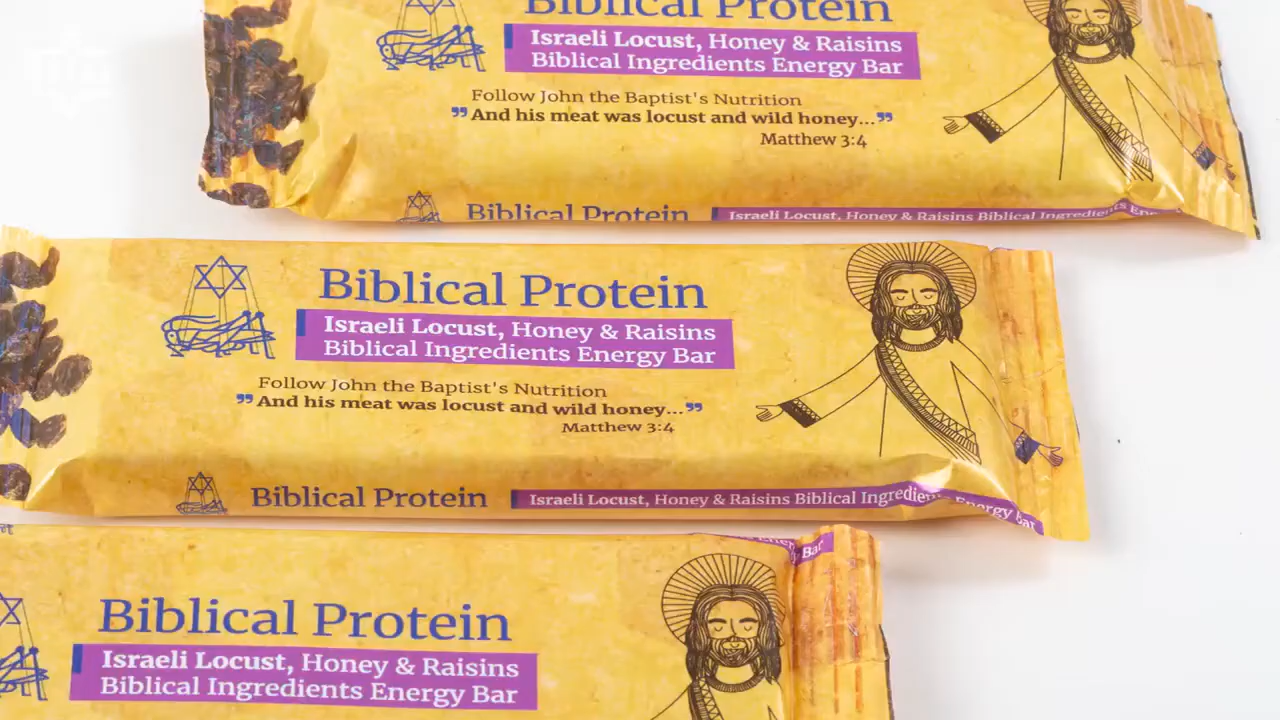 Biblical Protein
Israeli Locust, Honey & Raisins
Biblical Ingredients Energy Bar
Follow John the Baptist's Nutrition
”And his meat was locust and wild honey...”
Matthew 3:4
Biblical Protein
Israeli Locust, Honey & Raisins Biblical Ingredients
Biblical Protein
Israeli Locust, Honey & Raisins
Biblical Ingredients Energy Bar
Follow John the Baptist's Nutrition
”And his meat was locust and wild honey...”
Matthew 3:4
Biblical Protein
Israeli Locust, Honey & Raisins Biblical Ingredients Energy Bar
Bar
Biblical Protein
Israeli Locust, Honey & Raisins
Biblical Ingredients Energy Bar